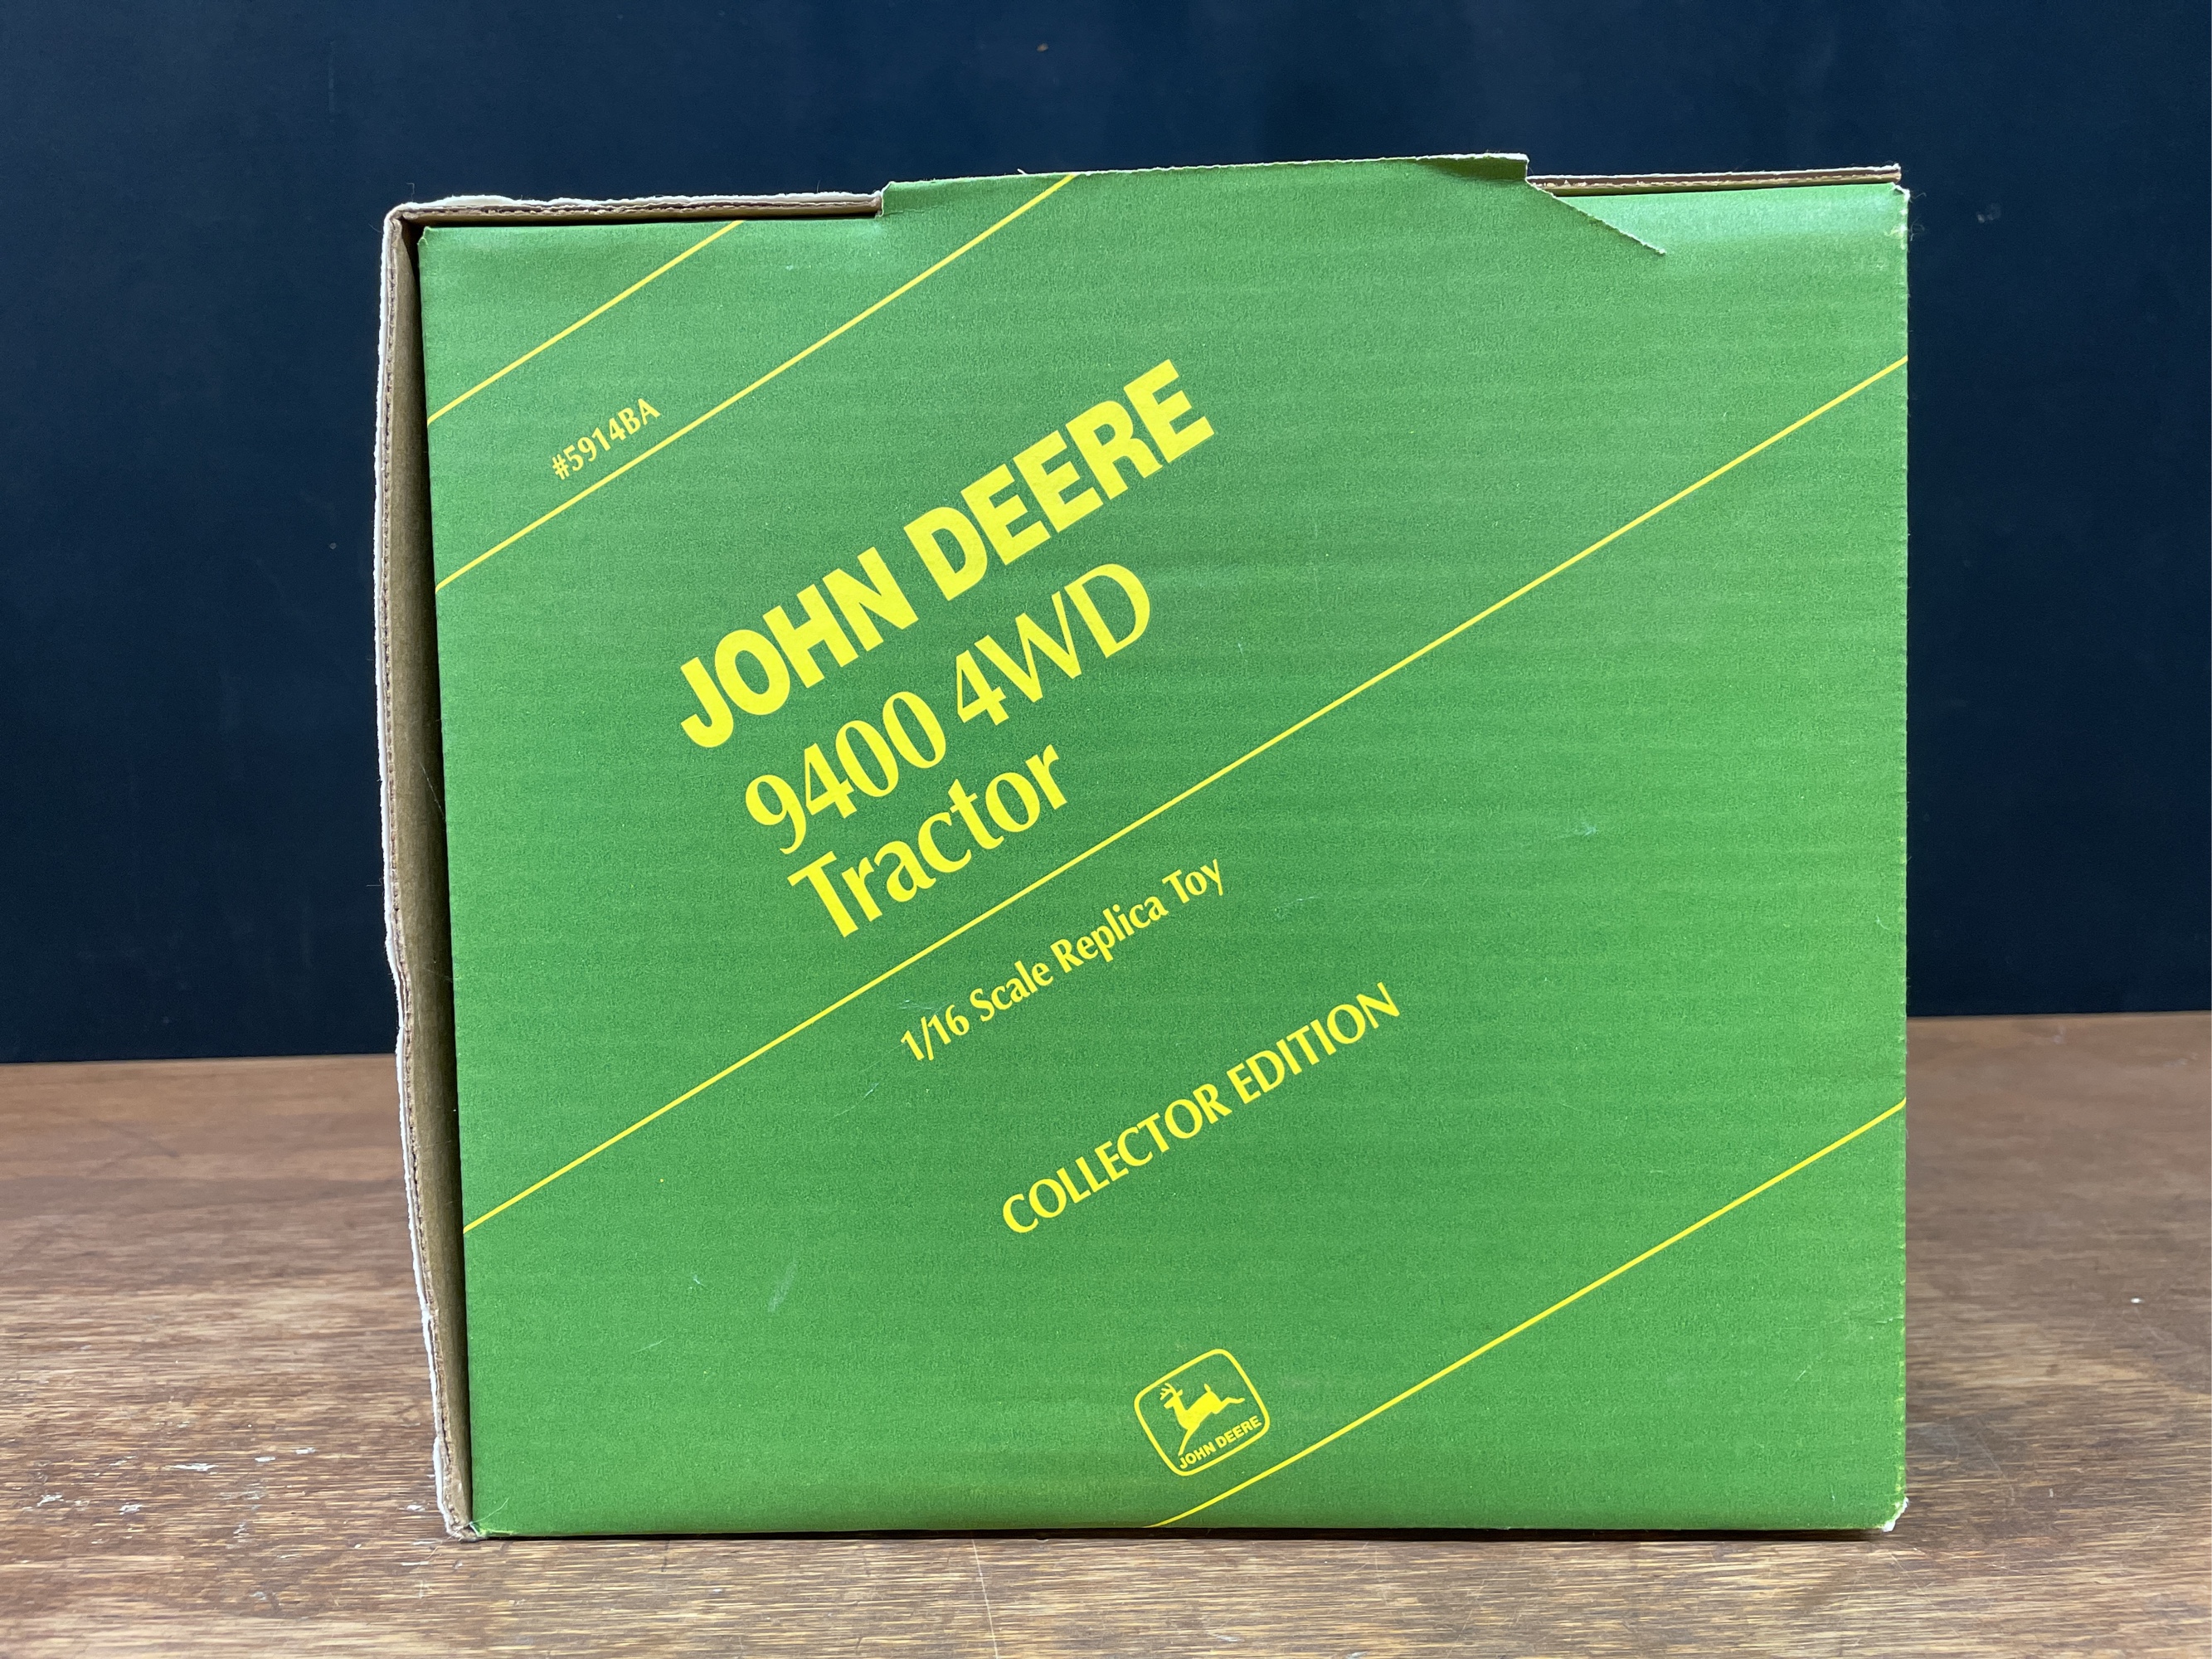 #5914BA
JOHN DEERE
9400 4WD
Tractor
1/16 Scale Replica Toy
COLLECTOR EDITION
JOHN DEERE